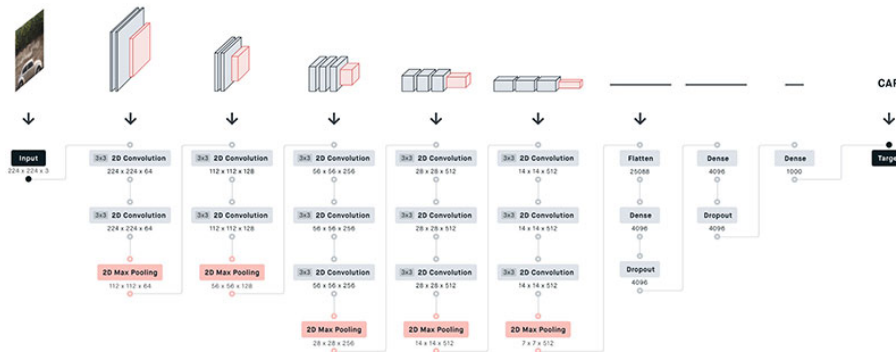 CAR
Input
224 x 224 x 3
3x3 2D Convolution
224 x 224 x 64
3x3 2D Convolution
224 x 224 x 64
2D Max Pooling
112 x 112 x 64
3x3 2D Convolution
112 x 112 x 128
3x3 2D Convolution
112 x 112 x 128
2D Max Pooling
56 x 56 x 128
3x3 2D Convolution
56 x 56 x 256
3x3 2D Convolution
56 x 56 x 256
3x3 2D Convolution
56 x 56 x 256
2D Max Pooling
28 x 28 x 256
3x3 2D Convolution
28 x 28 x 512
3x3 2D Convolution
28 x 28 x 512
3x3 2D Convolution
28 x 28 x 512
2D Max Pooling
14 x 14 x 512
3x3 2D Convolution
14 x 14 x 512
3x3 2D Convolution
14 x 14 x 512
3x3 2D Convolution
14 x 14 x 512
2D Max Pooling
7 x 7 x 512
Flatten
25088
Dense
4096
Dropout
4096
Dense
4096
Dropout
4096
Dense
1000
Targe